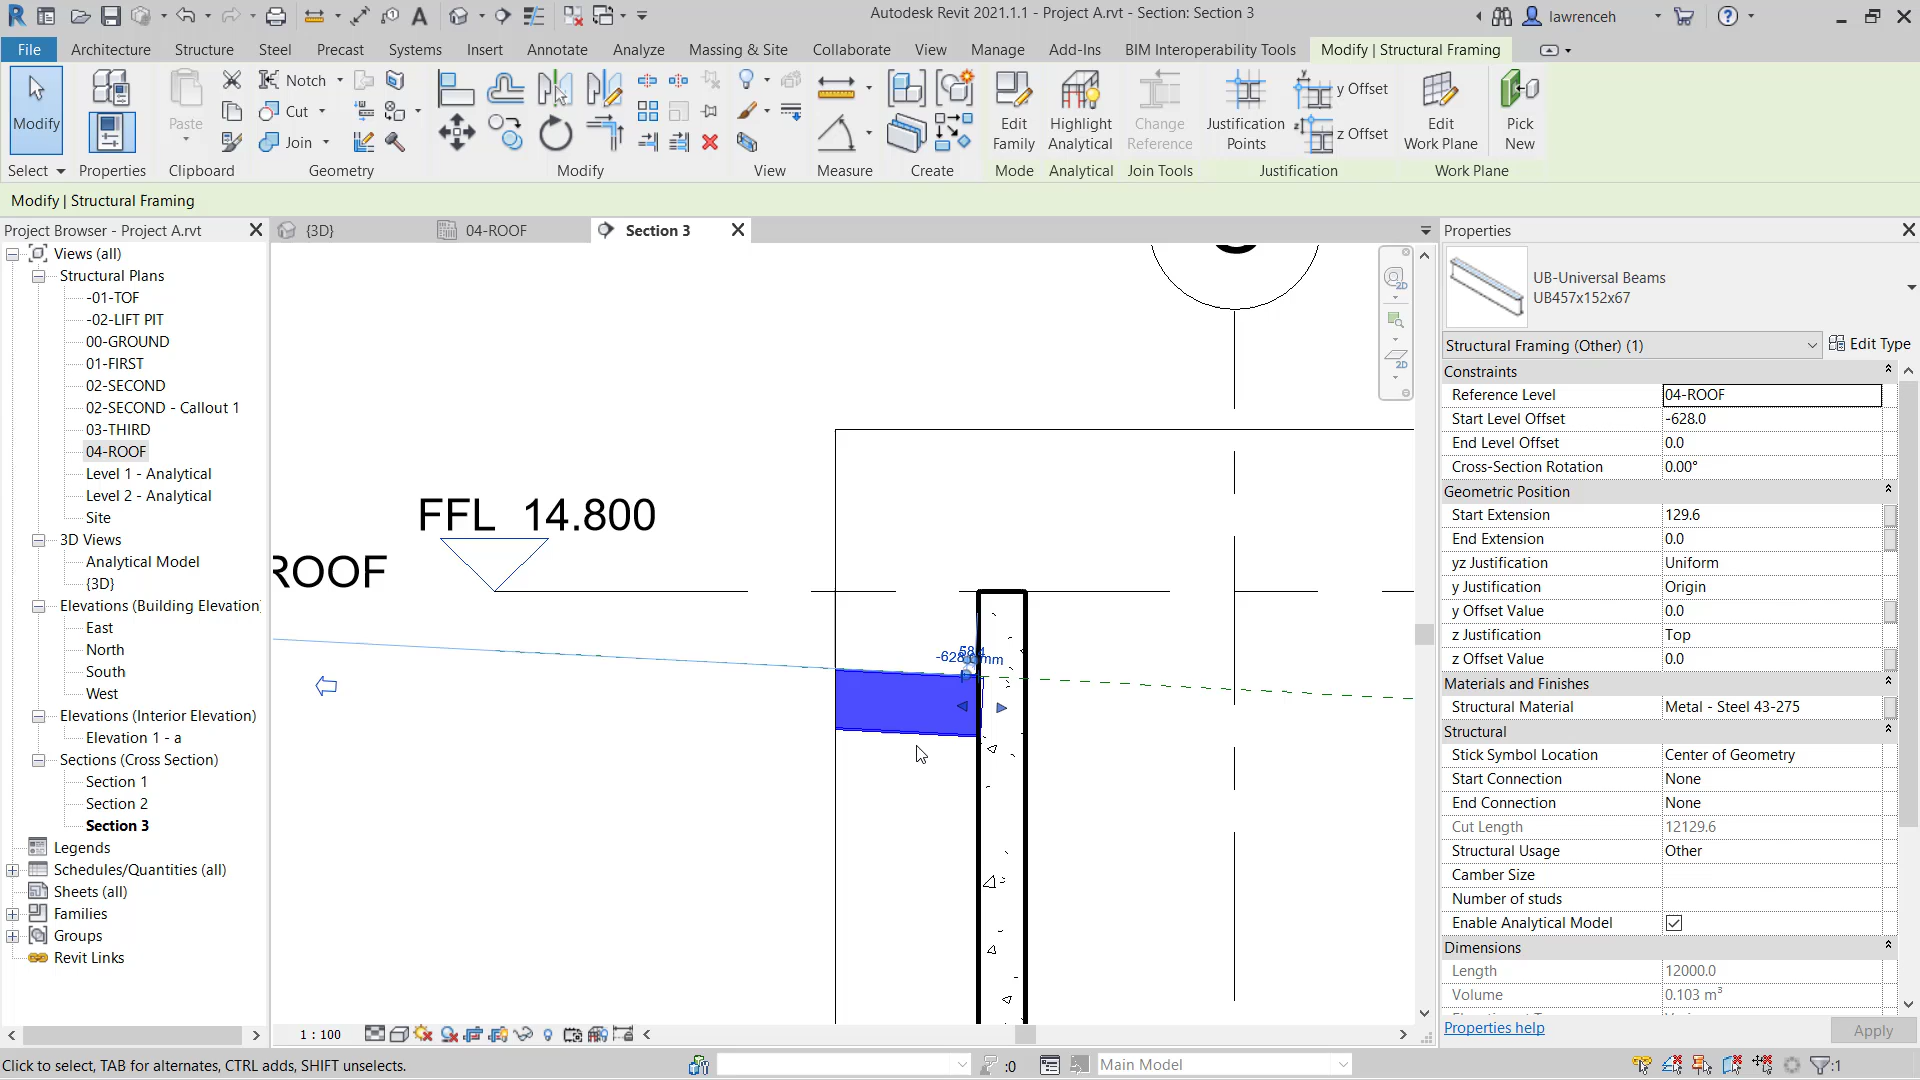 Autodesk Revit 2021.1.1 - Project A.rvt - Section: Section 3
lawrenceh
File Architecture Structure Steel Precast Systems Insert Annotate Analyze Massing & Site Collaborate View Manage Add-Ins BIM Interoperability Tools Modify | Structural Framing
Modify
Paste
Notch
Cut
Join
Edit Family
Highlight Analytical
Change Reference
Justification Points
y Offset
z Offset
Edit Work Plane
Pick New
Select Properties Clipboard Geometry Modify View Measure Create Mode Analytical Join Tools Justification Work Plane
Modify | Structural Framing
Project Browser - Project A.rvt
Views (all)
Structural Plans
-01-TOF
-02-LIFT PIT
00-GROUND
01-FIRST
02-SECOND
02-SECOND - Callout 1
03-THIRD
04-ROOF
Level 1 - Analytical
Level 2 - Analytical
Site
3D Views
Analytical Model
{3D}
Elevations (Building Elevation)
East
North
South
West
Elevations (Interior Elevation)
Elevation 1 - a
Sections (Cross Section)
Section 1
Section 2
Section 3
Legends
Schedules/Quantities (all)
Sheets (all)
Families
Groups
Revit Links
{3D}
04-ROOF
Section 3
2D
2D
FFL 14.800
ROOF
1 : 100
Properties
UB-Universal Beams
UB457x152x67
Structural Framing (Other) (1)
Edit Type
Constraints
Reference Level 04-ROOF
Start Level Offset -628.0
End Level Offset 0.0
Cross-Section Rotation 0.00°
Geometric Position
Start Extension 129.6
End Extension 0.0
yz Justification Uniform
y Justification Origin
y Offset Value 0.0
z Justification Top
z Offset Value 0.0
Materials and Finishes
Structural Material Metal - Steel 43-275
Structural
Stick Symbol Location Center of Geometry
Start Connection None
End Connection None
Cut Length 12129.6
Structural Usage Other
Camber Size
Number of studs
Enable Analytical Model
Dimensions
Length 12000.0
Volume 0.103 m³
Properties help
Apply
Click to select, TAB for alternates, CTRL adds, SHIFT unselects.
:0
Main Model
:1